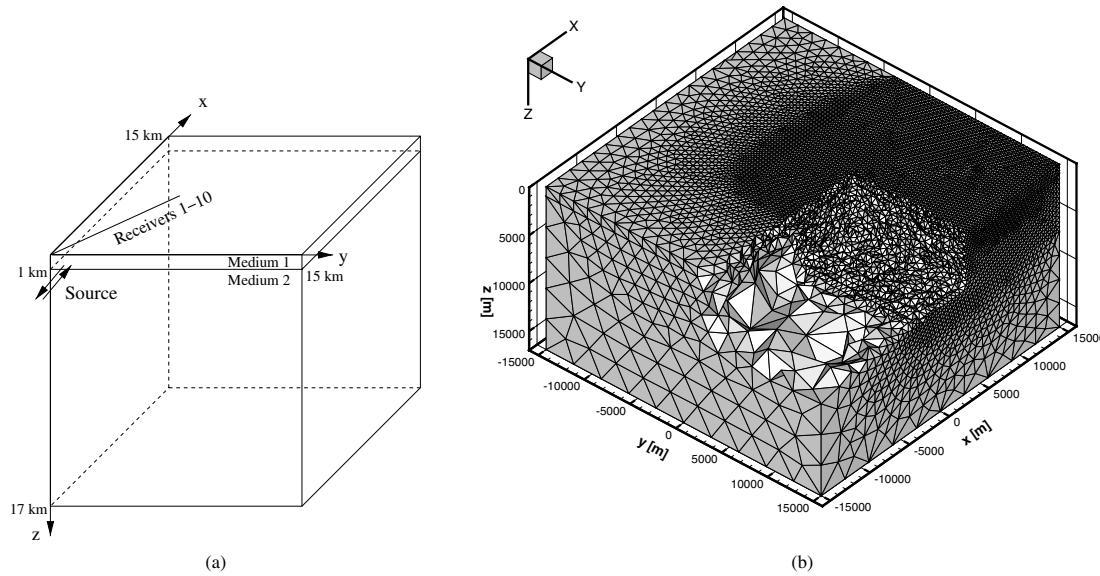 x
15 km
Receivers 1–10
y
Medium 1
1 km
15 km
Medium 2
Source
17 km
z
(a)
X
Y
Z
0
5000
10000
15000
z [m]
-15000
-10000
-5000
0
5000
10000
15000
y [m]
-15000
-10000
-5000
0
5000
10000
1500
x [m]
(b)